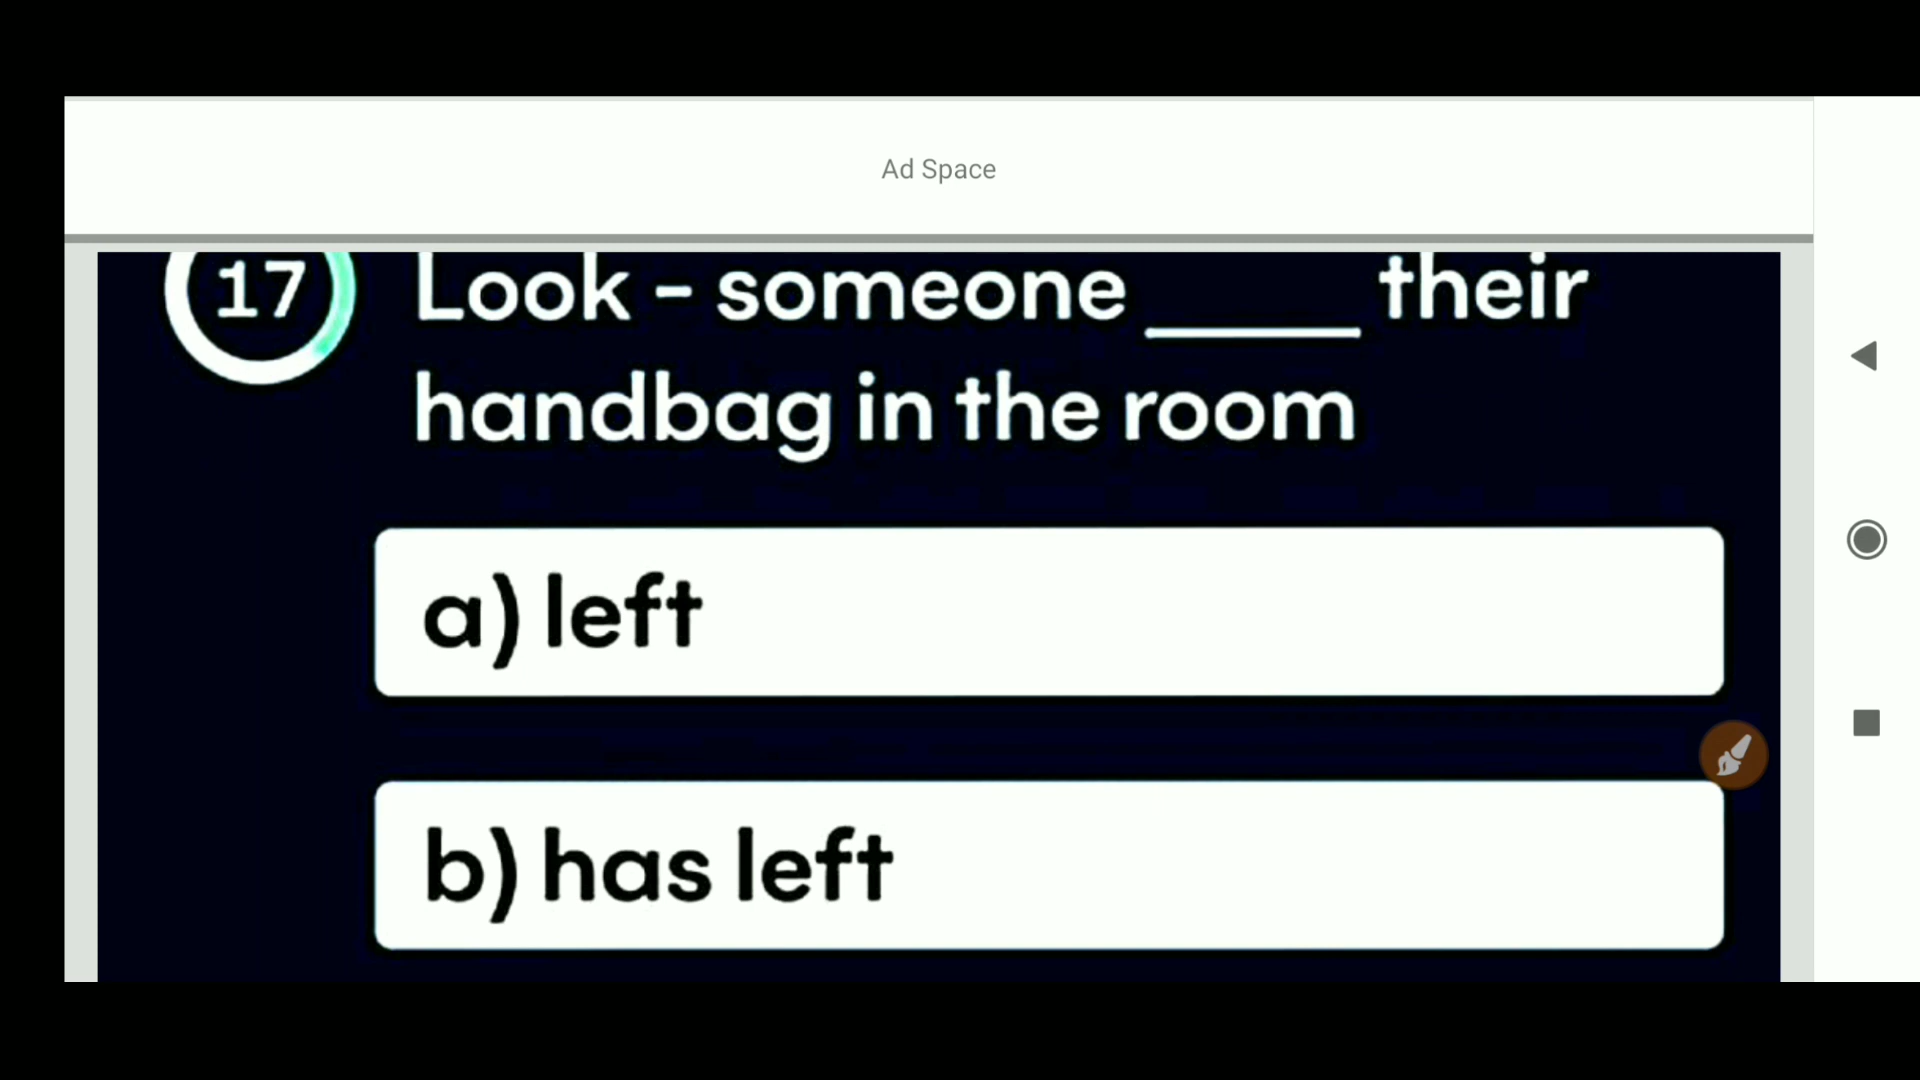 Ad Space
17 Look - someone _____ their
handbag in the room
a) left
b) has left